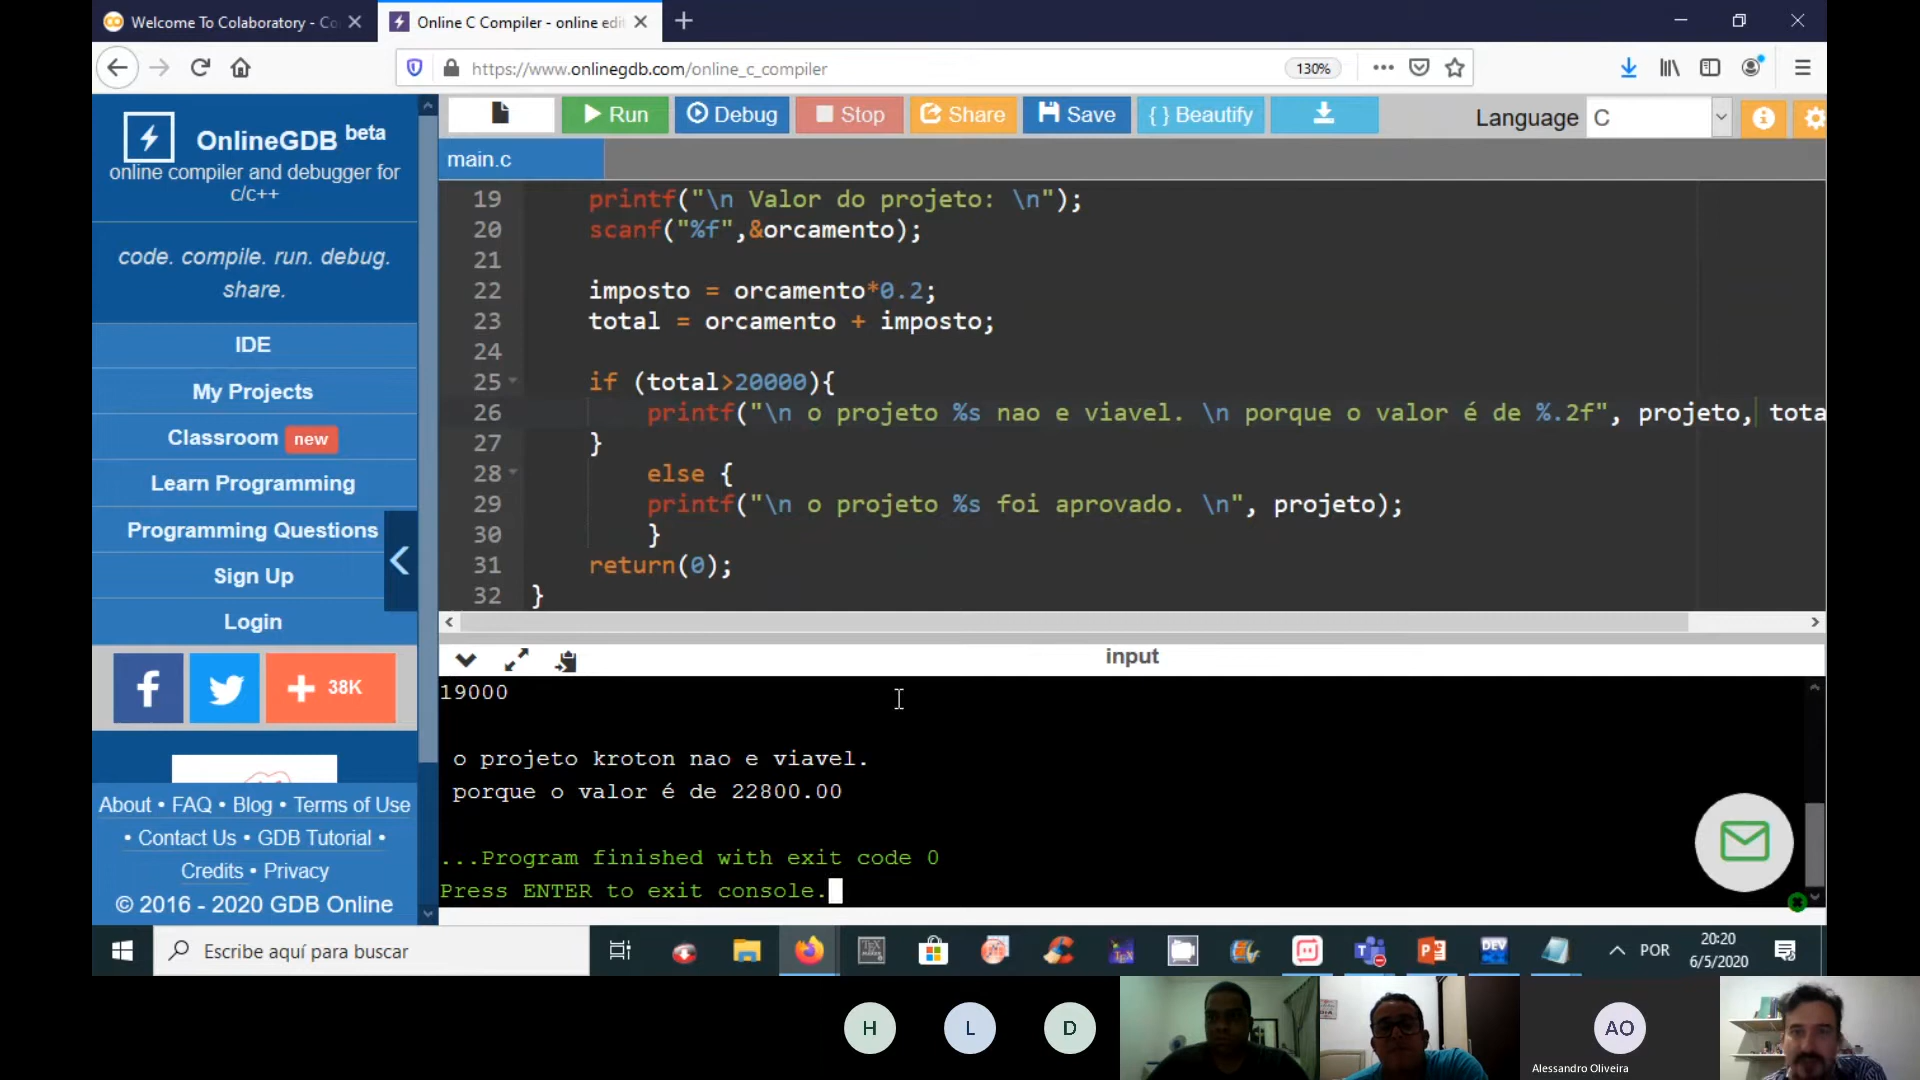 Welcome To Colaboratory - Co
Online C Compiler - online edi
https://www.onlinegdb.com/online_c_compiler
130%
OnlineGDB beta
online compiler and debugger for
c/c++
code. compile. run. debug.
share.
IDE
My Projects
Classroom new
Learn Programming
Programming Questions
Sign Up
Login
38K
About • FAQ • Blog • Terms of Use
• Contact Us • GDB Tutorial •
Credits • Privacy
© 2016 - 2020 GDB Online
Run
Debug
Stop
Share
Save
{ } Beautify
Language C
main.c
19 printf("\n Valor do projeto: \n");
20 scanf("%f",&orcamento);
21
22 imposto = orcamento*0.2;
23 total = orcamento + imposto;
24
25 if (total>20000){
26 printf("\n o projeto %s nao e viavel. \n porque o valor é de %.2f", projeto, tota
27 }
28 else {
29 printf("\n o projeto %s foi aprovado. \n", projeto);
30 }
31 return(0);
32 }
input
19000
o projeto kroton nao e viavel.
porque o valor é de 22800.00
...Program finished with exit code 0
Press ENTER to exit console.
Escribe aquí para buscar
DEV
POR
20:20
6/5/2020
H
L
D
AO
Alessandro Oliveira